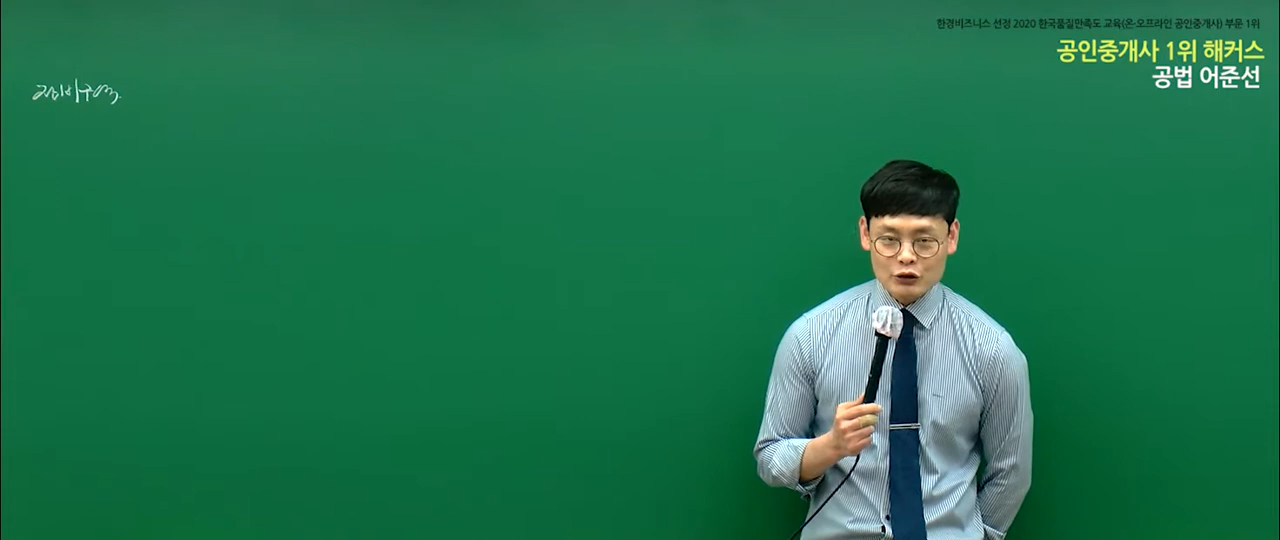 한경비즈니스 선정 2020 한국품질만족도 교육(온·오프라인 공인중개사) 부문 1위
공인중개사 1위 해커스
공법 어준선